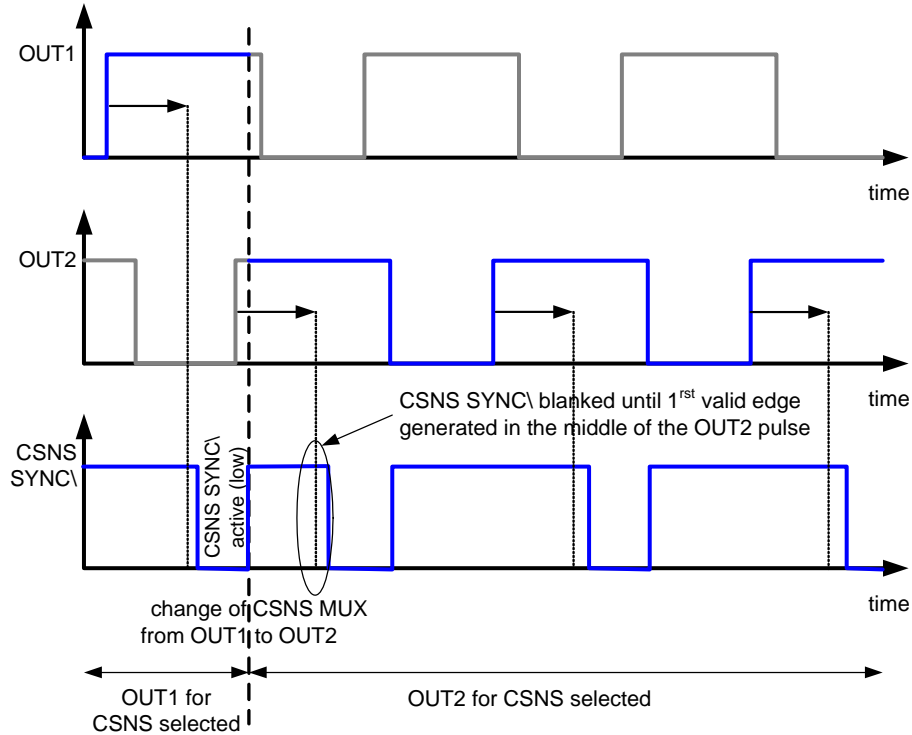 OUT1
time
OUT2
time
CSNS SYNC\ blanked until 1rst valid edge
generated in the middle of the OUT2 pulse
CSNS
SYNC\
CSNS SYNC\
active (low)
time
change of CSNS MUX
from OUT1 to OUT2
OUT1 for
CSNS selected
OUT2 for CSNS selected